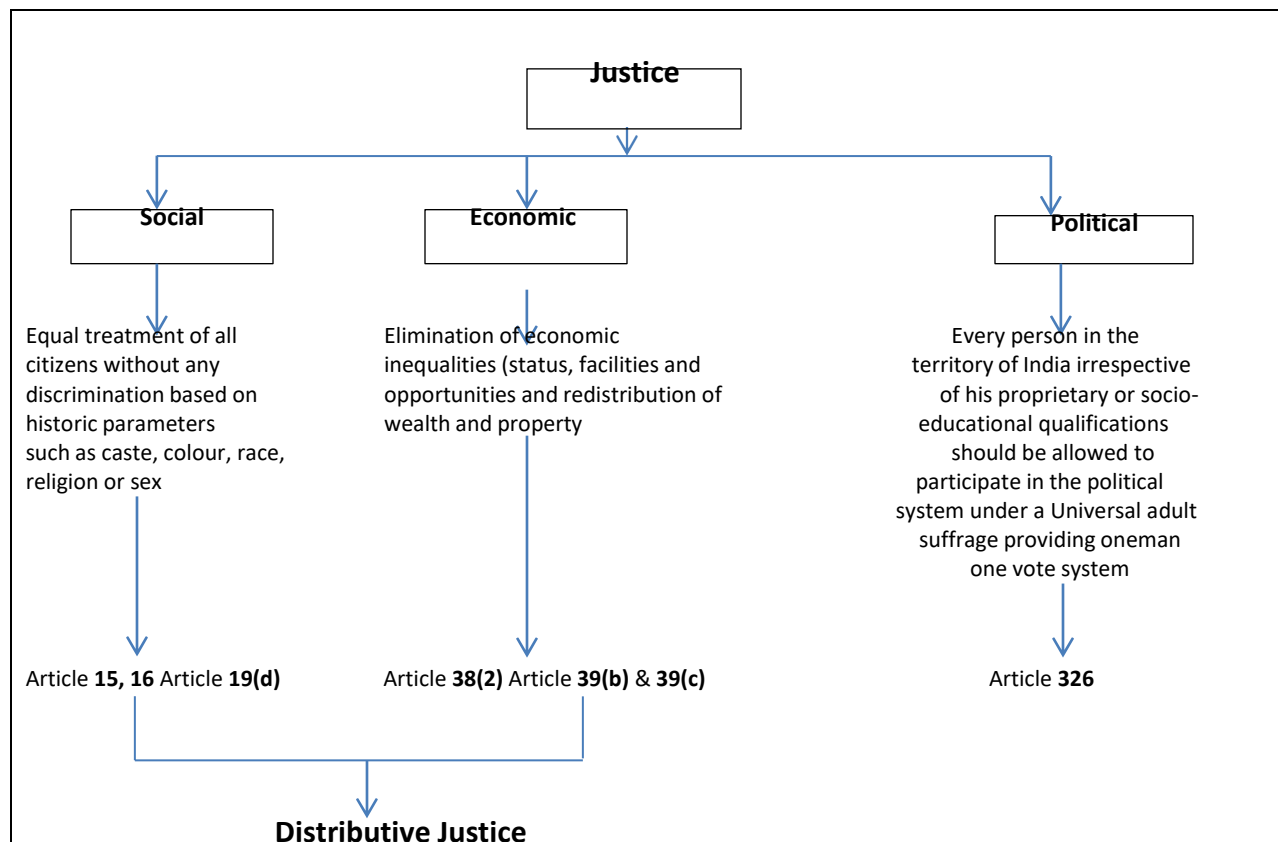 Justice
Social
Economic
Political
Equal treatment of all
citizens without any
discrimination based on
historic parameters
such as caste, colour, race,
religion or sex
Elimination of economic
inequalities (status, facilities and
opportunities and redistribution of
wealth and property
Every person in the
territory of India irrespective
of his proprietary or socio-
educational qualifications
should be allowed to
participate in the political
system under a Universal adult
suffrage providing oneman
one vote system
Article 15, 16 Article 19(d)
Article 38(2) Article 39(b) & 39(c)
Article 326
Distributive Justice